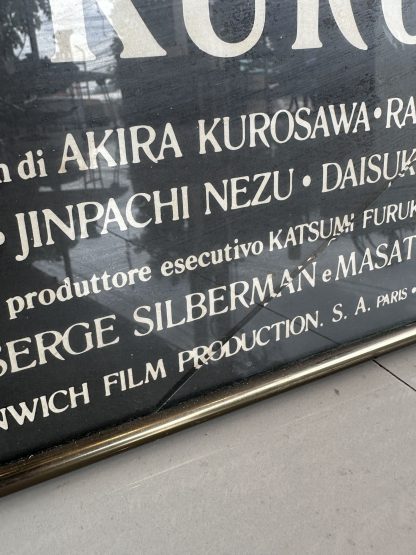 KURO
n di AKIRA KUROSAWA • RA
• JINPACHI NEZU • DAISUK
produttore esecutivo KATSUMI FURUK
SERGE SILBERMAN e MASAT
NWICH FILM PRODUCTION. S. A. PARIS •